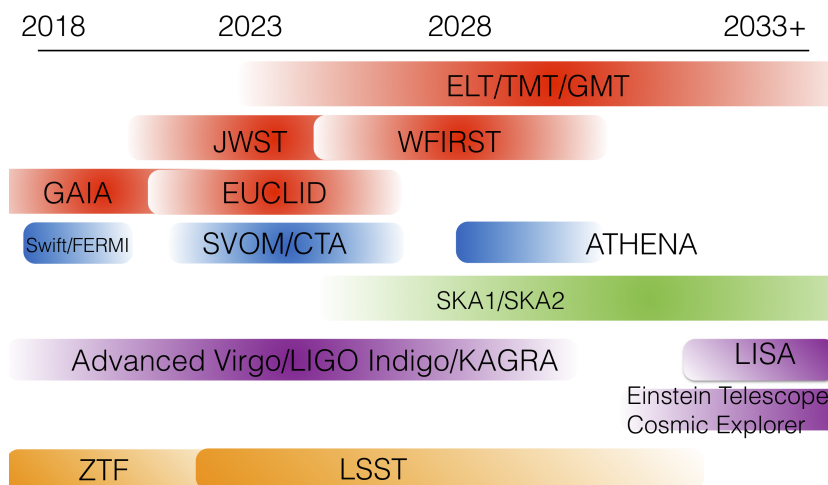 2018 2023 2028 2033+
ELT/TMT/GMT
JWST WFIRST
GAIA EUCLID
Swift/FERMI SVOM/CTA ATHENA
SKA1/SKA2
Advanced Virgo/LIGO Indigo/KAGRA LISA
Einstein Telescope
Cosmic Explorer
ZTF LSST